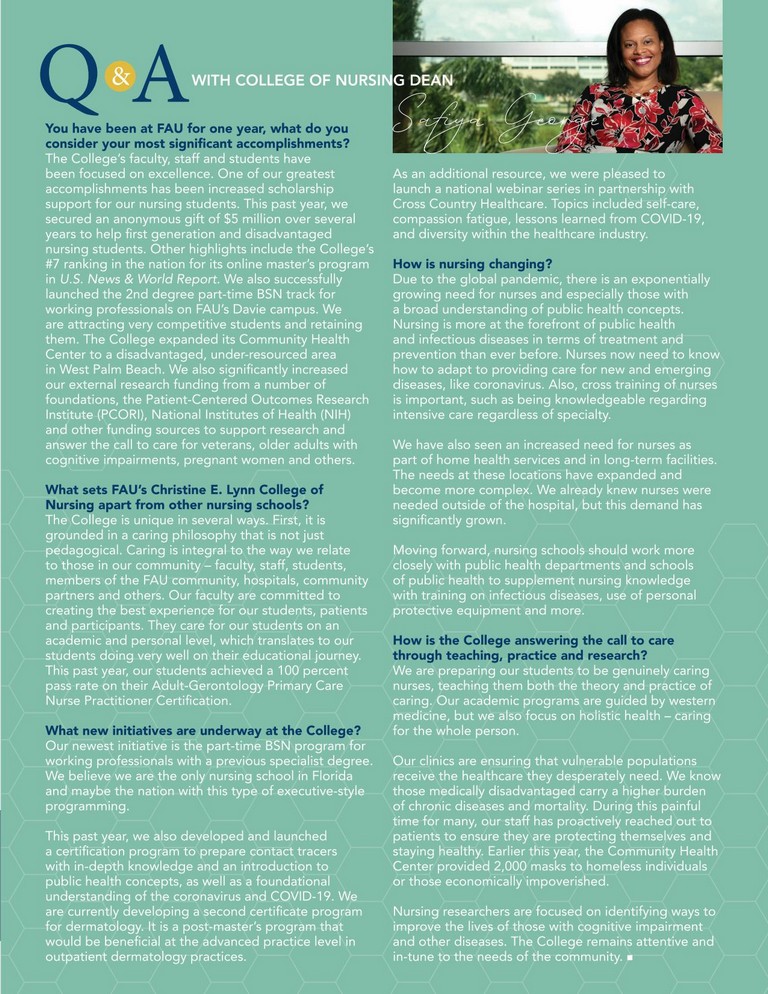 Q & A WITH COLLEGE OF NURSING DEAN
Safiya George
You have been at FAU for one year, what do you
consider your most significant accomplishments?
The College's faculty, staff and students have
been focused on excellence. One of our greatest
accomplishments has been increased scholarship
support for our nursing students. This past year, we
secured an anonymous gift of $5 million over several
years to help first generation and disadvantaged
nursing students. Other highlights include the College's
#7 ranking in the nation for its online master's program
in U.S. News & World Report. We also successfully
launched the 2nd degree part-time BSN track for
working professionals on FAU's Davie campus. We
are attracting very competitive students and retaining
them. The College expanded its Community Health
Center to a disadvantaged, under-resourced area
in West Palm Beach. We also significantly increased
our external research funding from a number of
foundations, the Patient-Centered Outcomes Research
Institute (PCORI), National Institutes of Health (NIH)
and other funding sources to support research and
answer the call to care for veterans, older adults with
cognitive impairments, pregnant women and others.
What sets FAU's Christine E. Lynn College of
Nursing apart from other nursing schools?
The College is unique in several ways. First, it is
grounded in a caring philosophy that is not just
pedagogical. Caring is integral to the way we relate
to those in our community – faculty, staff, students,
members of the FAU community, hospitals, community
partners and others. Our faculty are committed to
creating the best experience for our students, patients
and participants. They care for our students on an
academic and personal level, which translates to our
students doing very well on their educational journey.
This past year, our students achieved a 100 percent
pass rate on their Adult-Gerontology Primary Care
Nurse Practitioner Certification.
What new initiatives are underway at the College?
Our newest initiative is the part-time BSN program for
working professionals with a previous specialist degree.
We believe we are the only nursing school in Florida
and maybe the nation with this type of executive-style
programming.
This past year, we also developed and launched
a certification program to prepare contact tracers
with in-depth knowledge and an introduction to
public health concepts, as well as a foundational
understanding of the coronavirus and COVID-19. We
are currently developing a second certificate program
for dermatology. It is a post-master's program that
would be beneficial at the advanced practice level in
outpatient dermatology practices.
As an additional resource, we were pleased to
launch a national webinar series in partnership with
Cross Country Healthcare. Topics included self-care,
compassion fatigue, lessons learned from COVID-19,
and diversity within the healthcare industry.
How is nursing changing?
Due to the global pandemic, there is an exponentially
growing need for nurses and especially those with
a broad understanding of public health concepts.
Nursing is more at the forefront of public health
and infectious diseases in terms of treatment and
prevention than ever before. Nurses now need to know
how to adapt to providing care for new and emerging
diseases, like coronavirus. Also, cross training of nurses
is important, such as being knowledgeable regarding
intensive care regardless of specialty.
We have also seen an increased need for nurses as
part of home health services and in long-term facilities.
The needs at these locations have expanded and
become more complex. We already knew nurses were
needed outside of the hospital, but this demand has
significantly grown.
Moving forward, nursing schools should work more
closely with public health departments and schools
of public health to supplement nursing knowledge
with training on infectious diseases, use of personal
protective equipment and more.
How is the College answering the call to care
through teaching, practice and research?
We are preparing our students to be genuinely caring
nurses, teaching them both the theory and practice of
caring. Our academic programs are guided by western
medicine, but we also focus on holistic health – caring
for the whole person.
Our clinics are ensuring that vulnerable populations
receive the healthcare they desperately need. We know
those medically disadvantaged carry a higher burden
of chronic diseases and mortality. During this painful
time for many, our staff has proactively reached out to
patients to ensure they are protecting themselves and
staying healthy. Earlier this year, the Community Health
Center provided 2,000 masks to homeless individuals
or those economically impoverished.
Nursing researchers are focused on identifying ways to
improve the lives of those with cognitive impairment
and other diseases. The College remains attentive and
in-tune to the needs of the community. ■